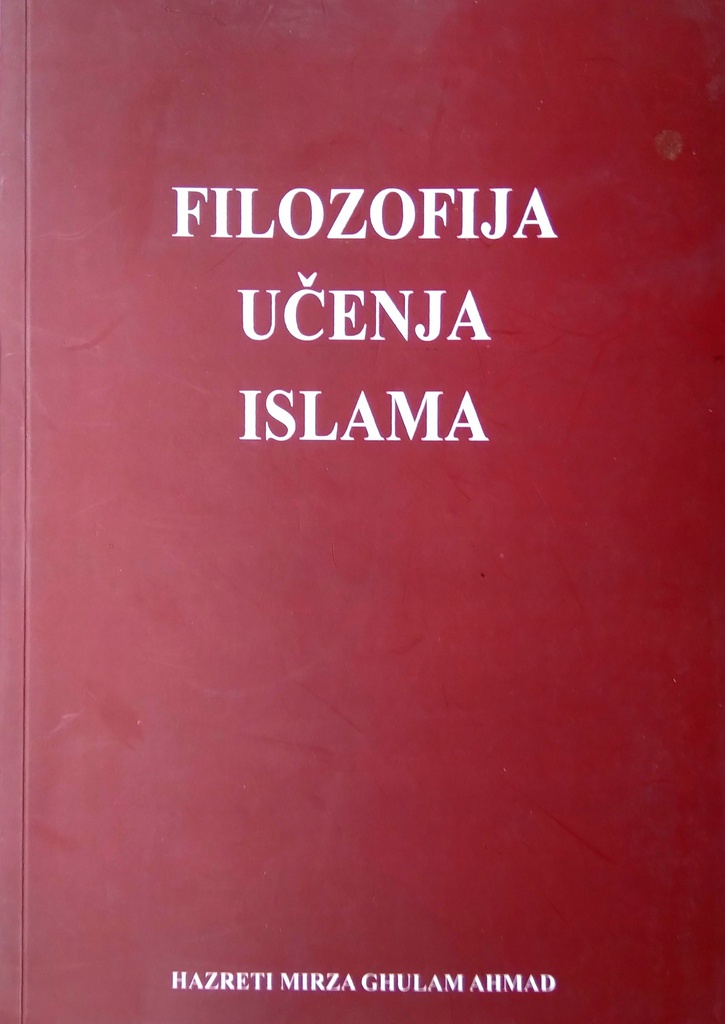 FILOZOFIJA
UČENJA
ISLAMA
HAZRETI MIRZA GHULAM AHMAD